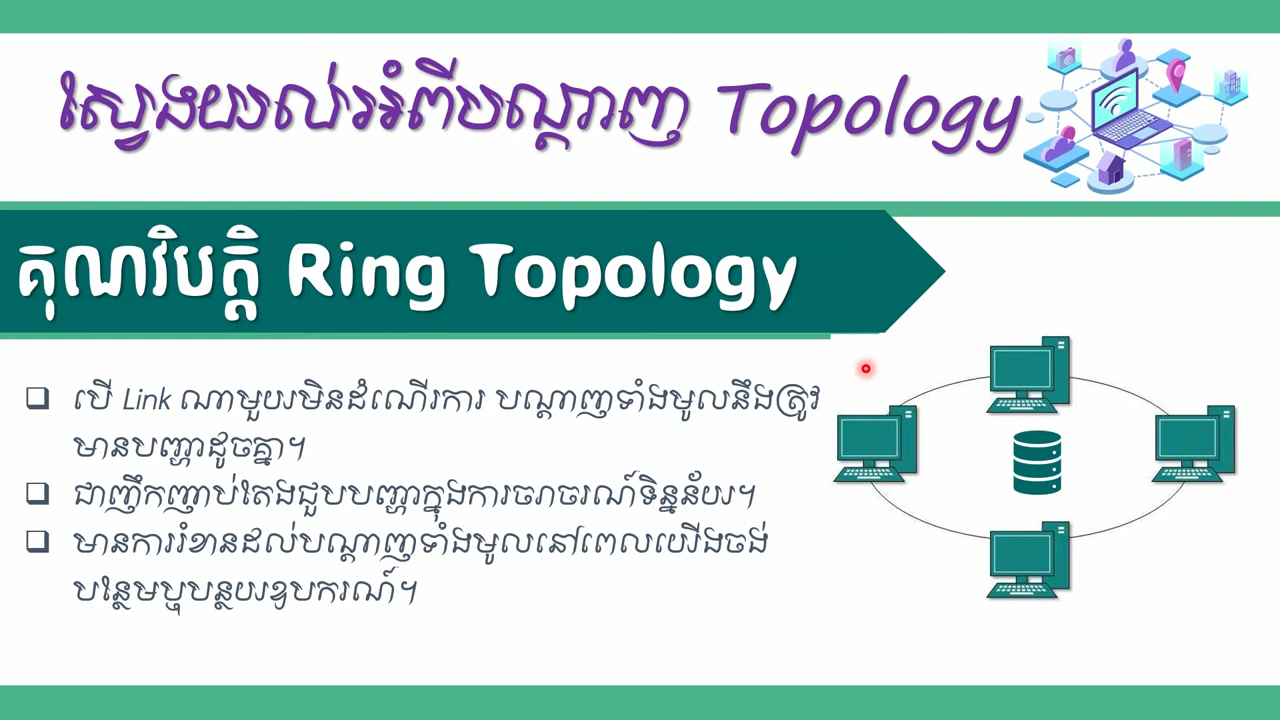 ស្វែងយល់អំពីបណ្តាញ Topology
គុណវិបត្តិ Ring Topology
បើ Link ណាមួយមិនដំណើរការ បណ្តាញទាំងមូលនឹងត្រូវ
មានបញ្ហាដូចគ្នា។
ជាញឹកញាប់តែងជួបបញ្ហាក្នុងការចរាចរណ៍ទិន្នន័យ។
មានការរំខានដល់បណ្តាញទាំងមូលនៅពេលយើងចង់
បន្ថែមឬបន្ថយឧបករណ៍។